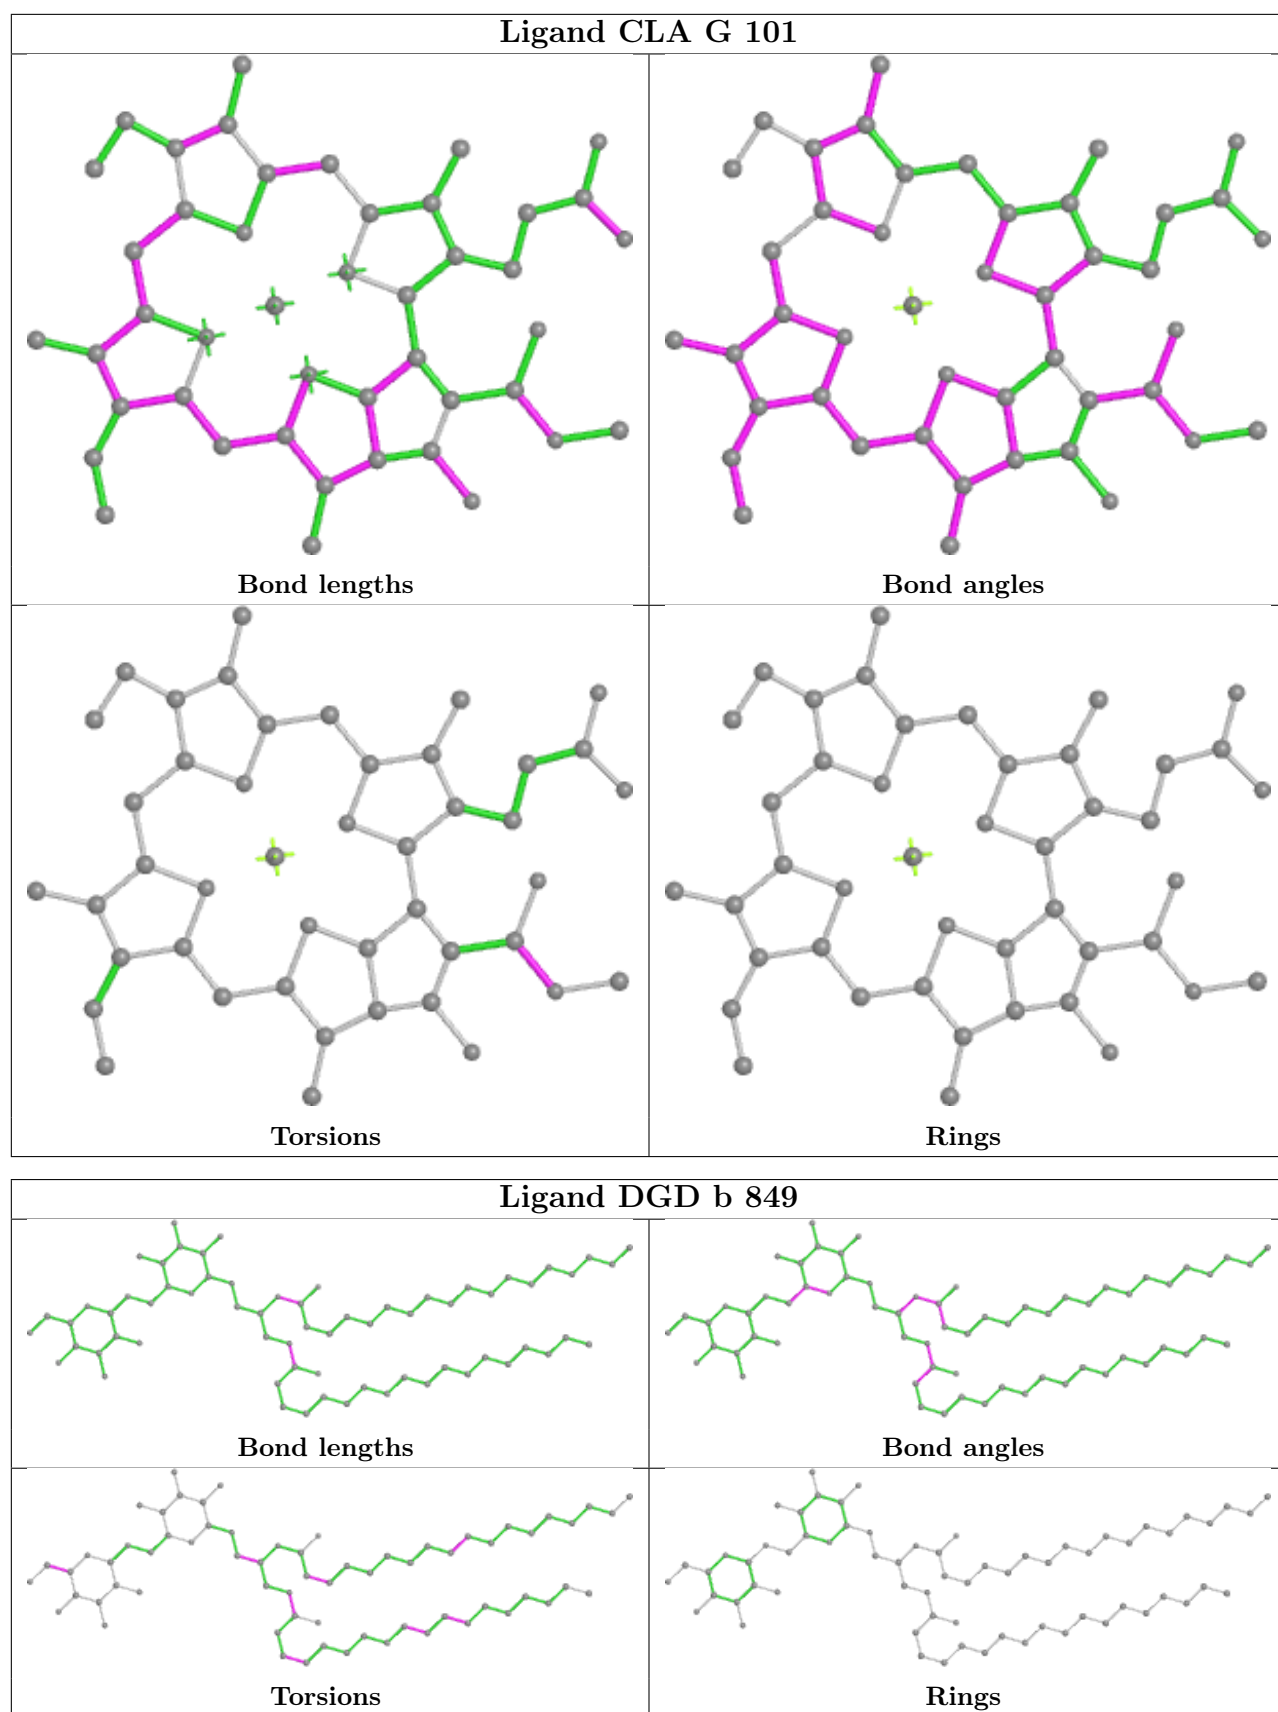 Ligand CLA G 101
Bond lengths
Bond angles
Torsions
Rings
Ligand DGD b 849
Bond lengths
Bond angles
Torsions
Rings